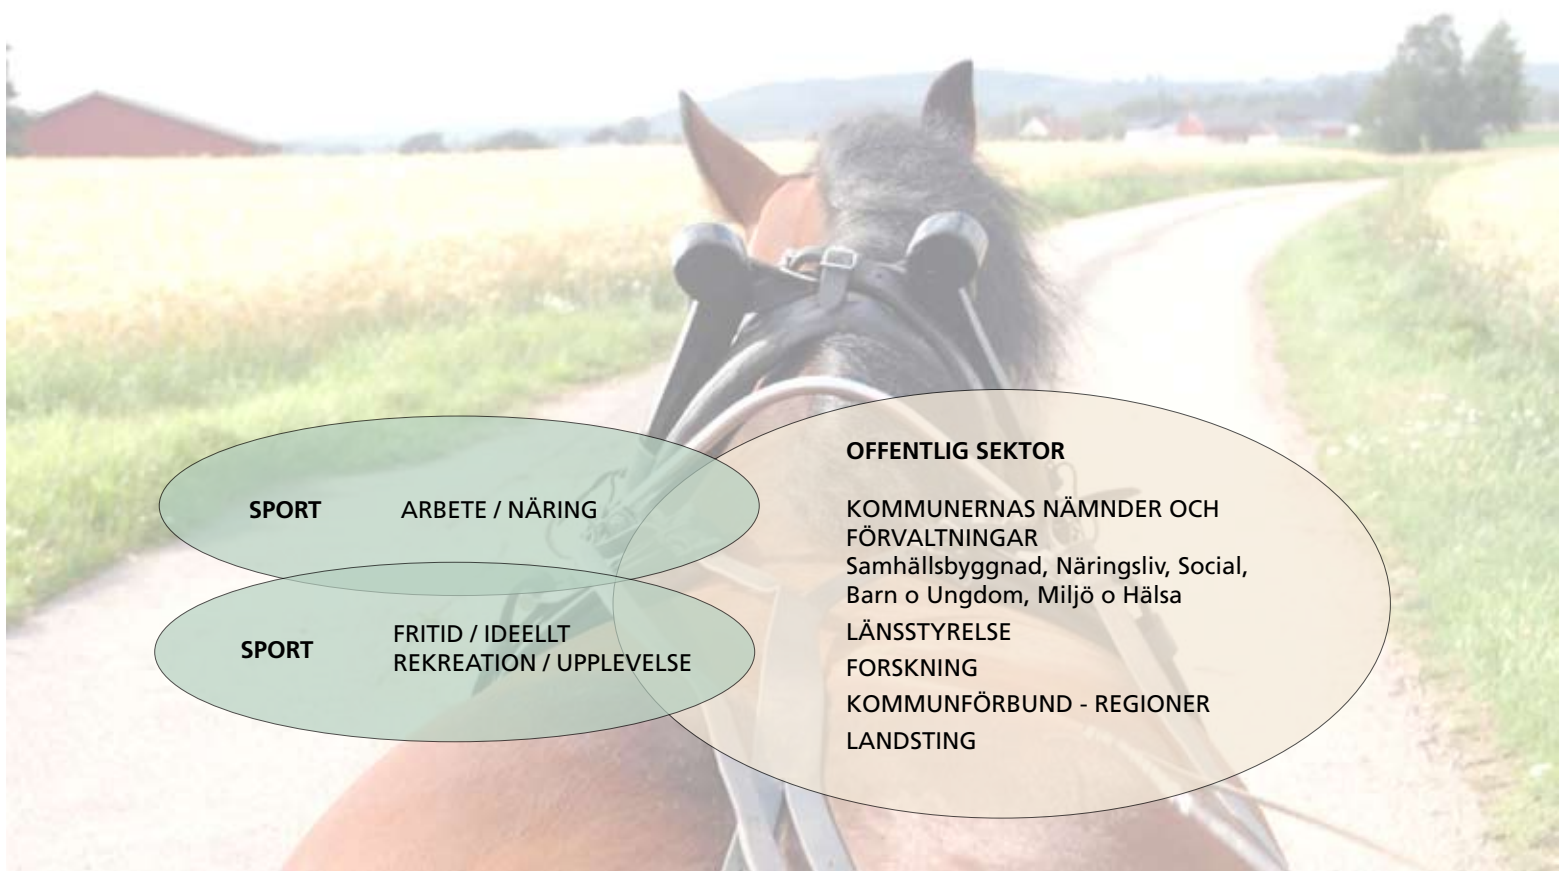 SPORT ARBETE / NÄRING
SPORT FRITID / IDEELLT
REKREATION / UPPLEVELSE
OFFENTLIG SEKTOR
KOMMUNERNAS NÄMNDER OCH
FÖRVALTNINGAR
Samhällsbyggnad, Näringsliv, Social,
Barn o Ungdom, Miljö o Hälsa
LÄNSSTYRELSE
FORSKNING
KOMMUNFÖRBUND - REGIONER
LANDSTING